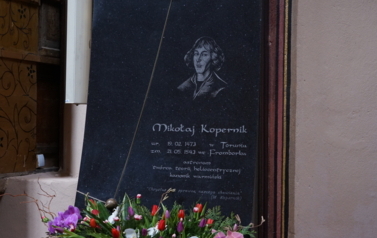 Mikołaj Kopernik
ur. 19.02.1473 w Toruniu
zm. 21.05.1543 we Fromborku
astronom
twórca teorii heliocentrycznej
kanonik warmiński